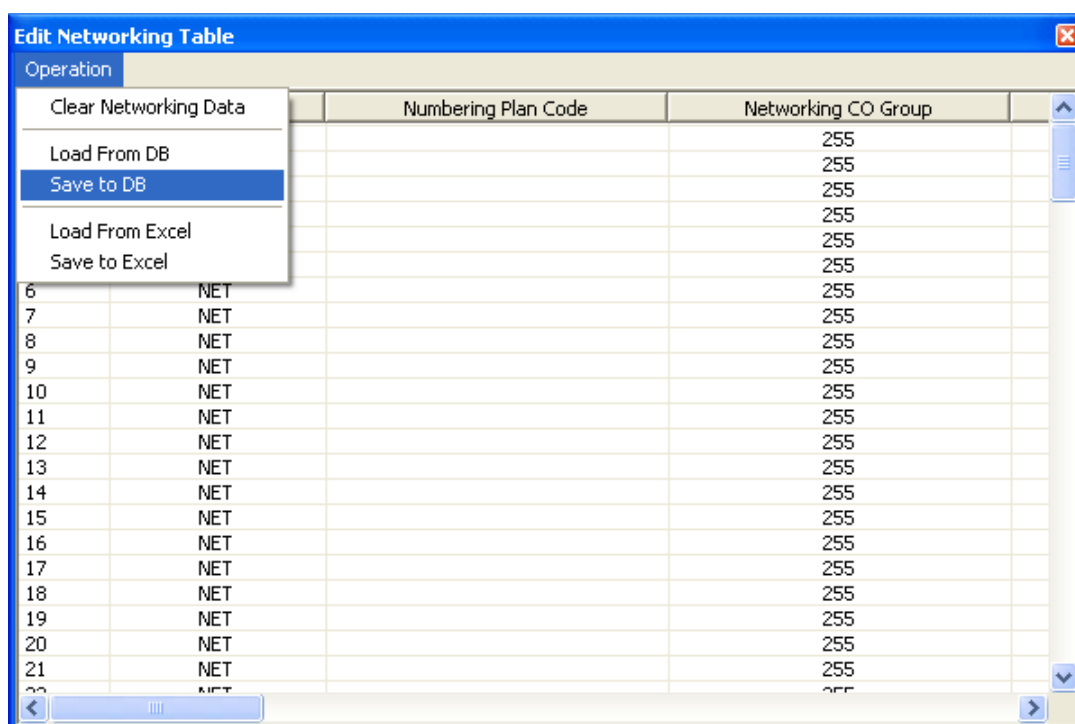 Edit Networking Table
Operation
Clear Networking Data
Load From DB
Save to DB
Load From Excel
Save to Excel
Numbering Plan Code Networking CO Group
255
255
255
255
255
255
6 NET 255
7 NET 255
8 NET 255
9 NET 255
10 NET 255
11 NET 255
12 NET 255
13 NET 255
14 NET 255
15 NET 255
16 NET 255
17 NET 255
18 NET 255
19 NET 255
20 NET 255
21 NET 255